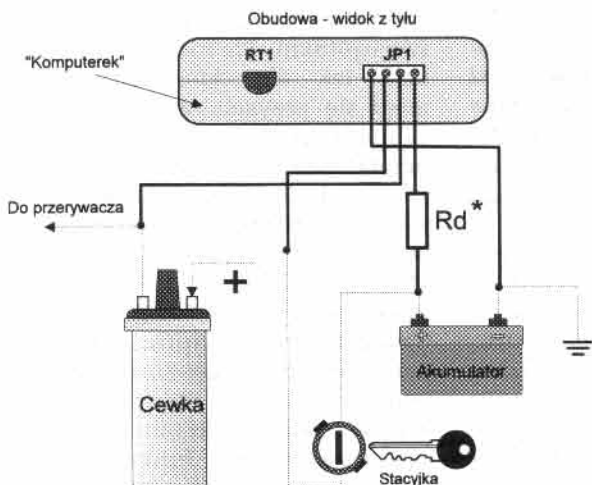 Obudowa - widok z tyłu
"Komputerek"
RT1
JP1
Do przerywacza
Rd*
+
Akumulator
Cewka
Stacyjka